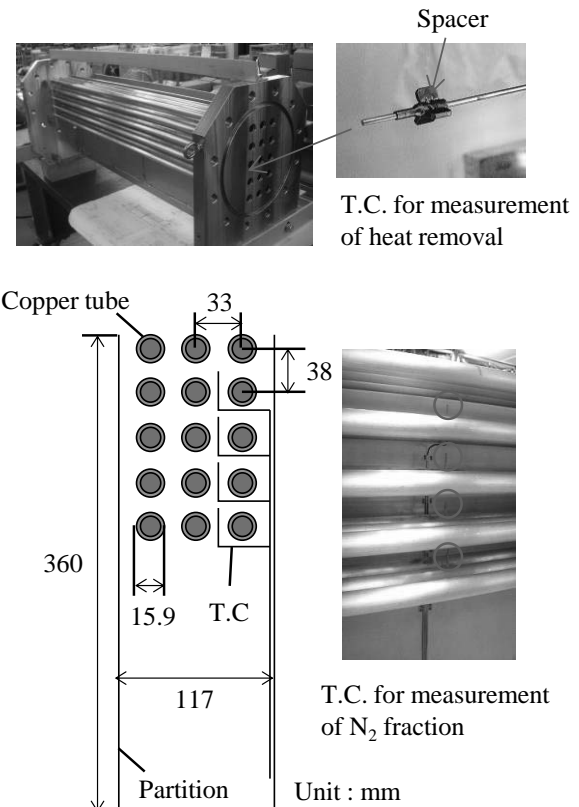 Spacer
T.C. for measurement
of heat removal
Copper tube
33
38
360
15.9
T.C
117
T.C. for measurement
of N₂ fraction
Partition
Unit : mm